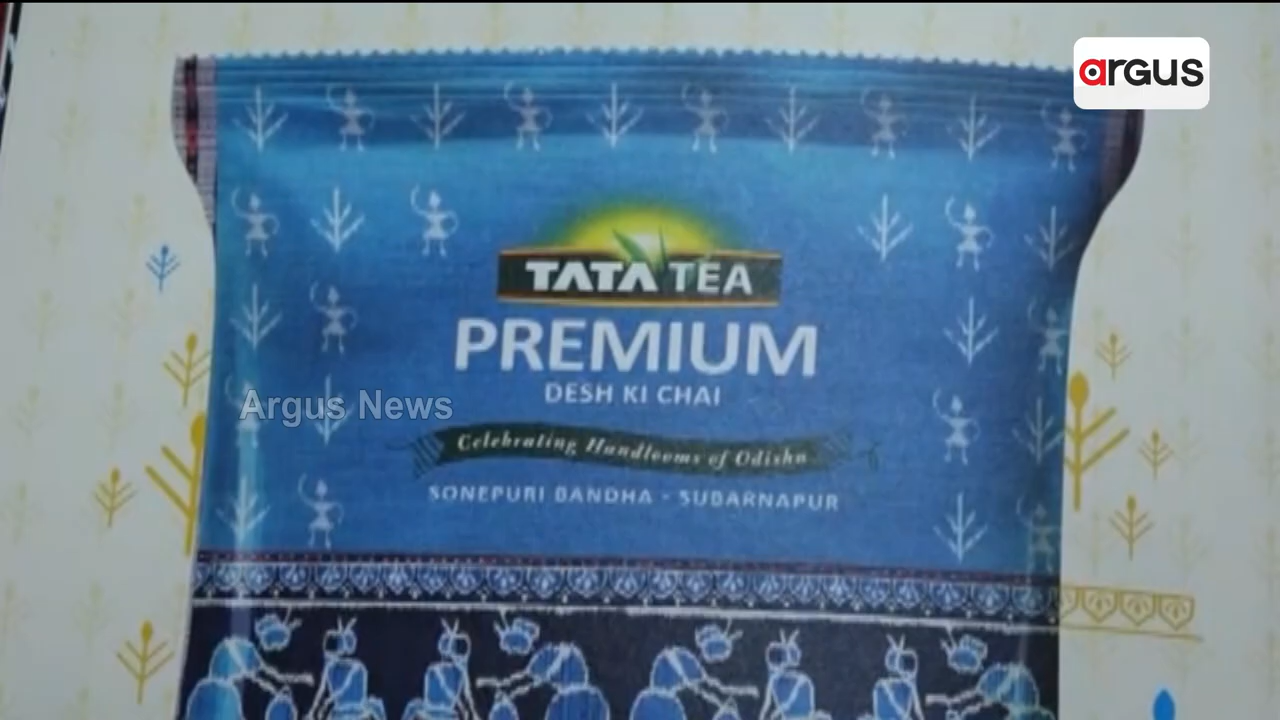 argus
TATA TEA
PREMIUM
DESH KI CHAI
Argus News
Celebrating Handlooms of Odisha
SONEPURI BANDHA - SUBARNAPUR